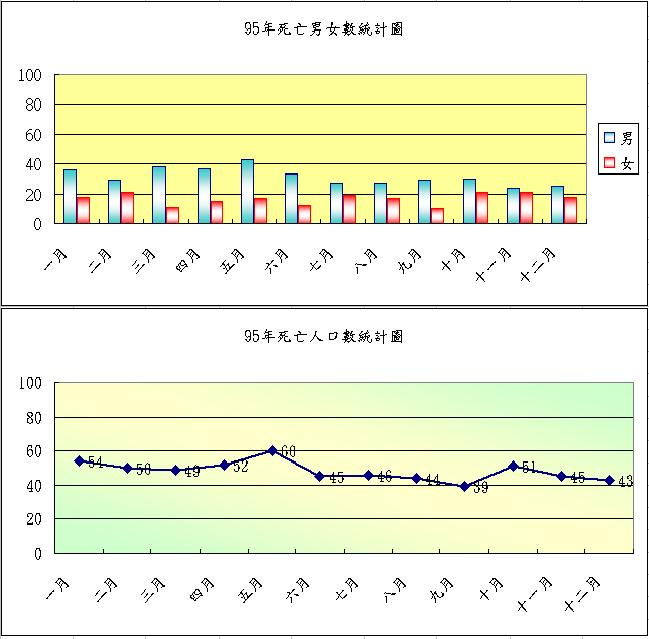 95年死亡男女數統計圖
100
80
60
40
20
0
一月 二月 三月 四月 五月 六月 七月 八月 九月 十月 十一月 十二月
男
女
95年死亡人口數統計圖
100
80
60
40
20
0
54 50 49 52 60 45 46 44 39 51 45 43
一月 二月 三月 四月 五月 六月 七月 八月 九月 十月 十一月 十二月